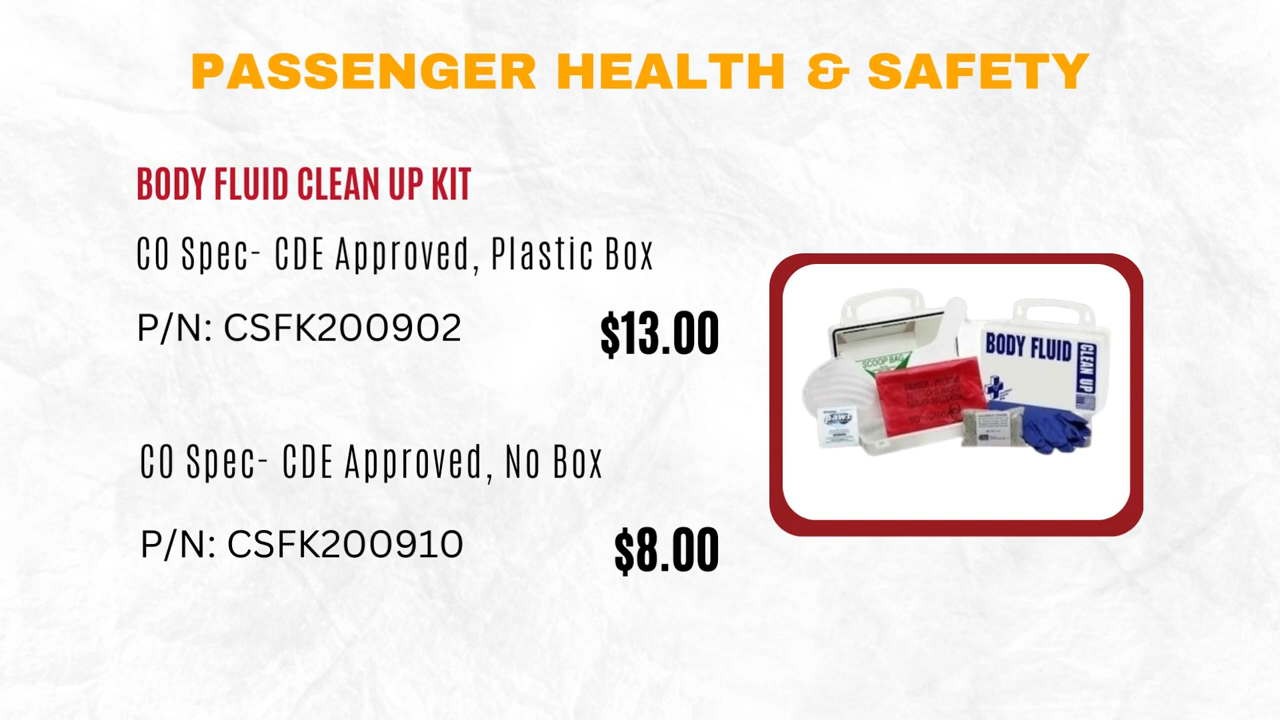 PASSENGER HEALTH & SAFETY
BODY FLUID CLEAN UP KIT
CO Spec- CDE Approved, Plastic Box
P/N: CSFK200902
$13.00
CO Spec- CDE Approved, No Box
P/N: CSFK200910
$8.00
SCOOP BAG
BODY FLUID
CLEAN UP